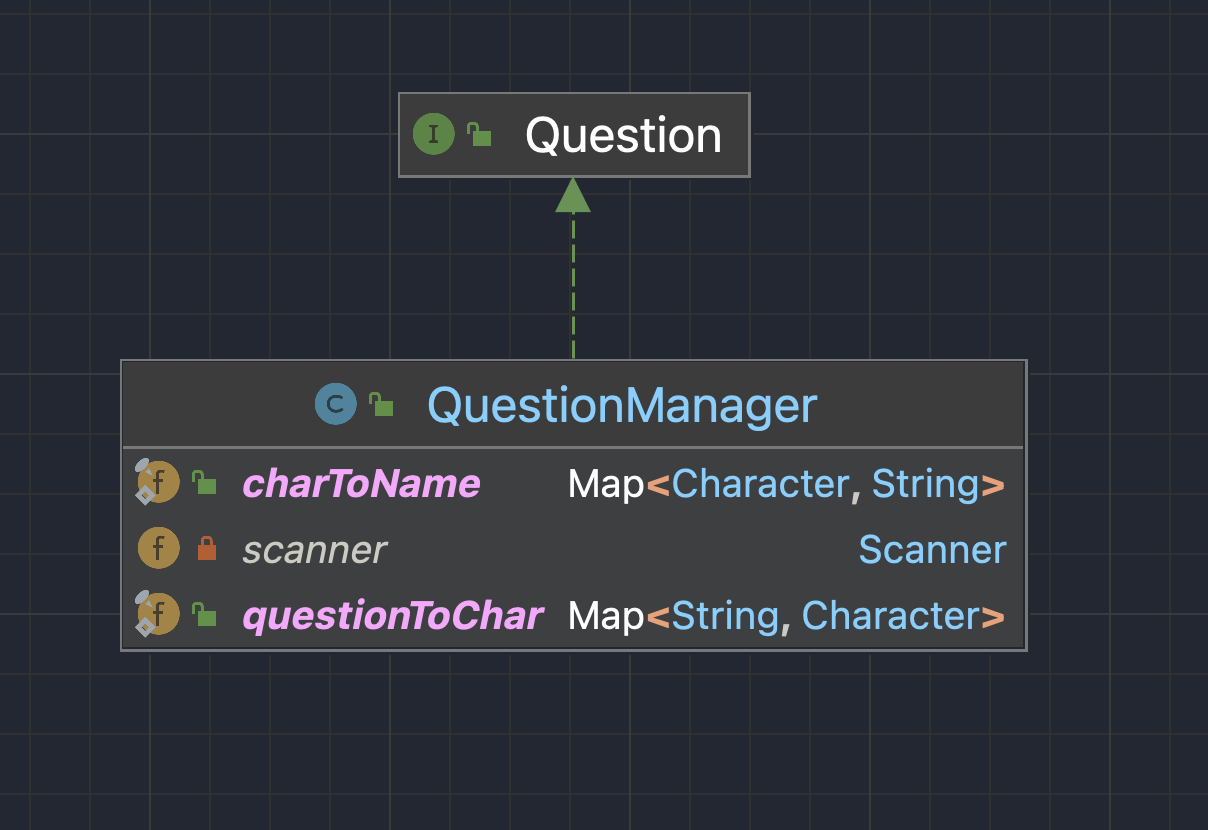 I Question
C QuestionManager
f charToName Map<Character, String>
f scanner Scanner
f questionToChar Map<String, Character>